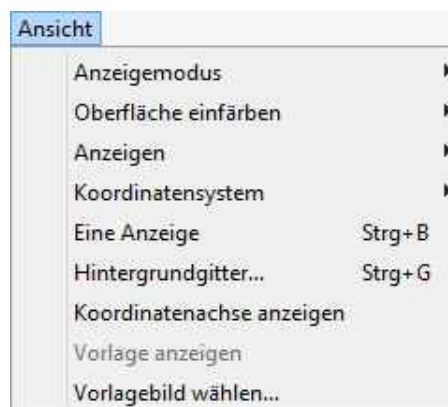 Ansicht
Anzeigemodus
Oberfläche einfärben
Anzeigen
Koordinatensystem
Eine Anzeige Strg+B
Hintergrundgitter... Strg+G
Koordinatenachse anzeigen
Vorlage anzeigen
Vorlagebild wählen...